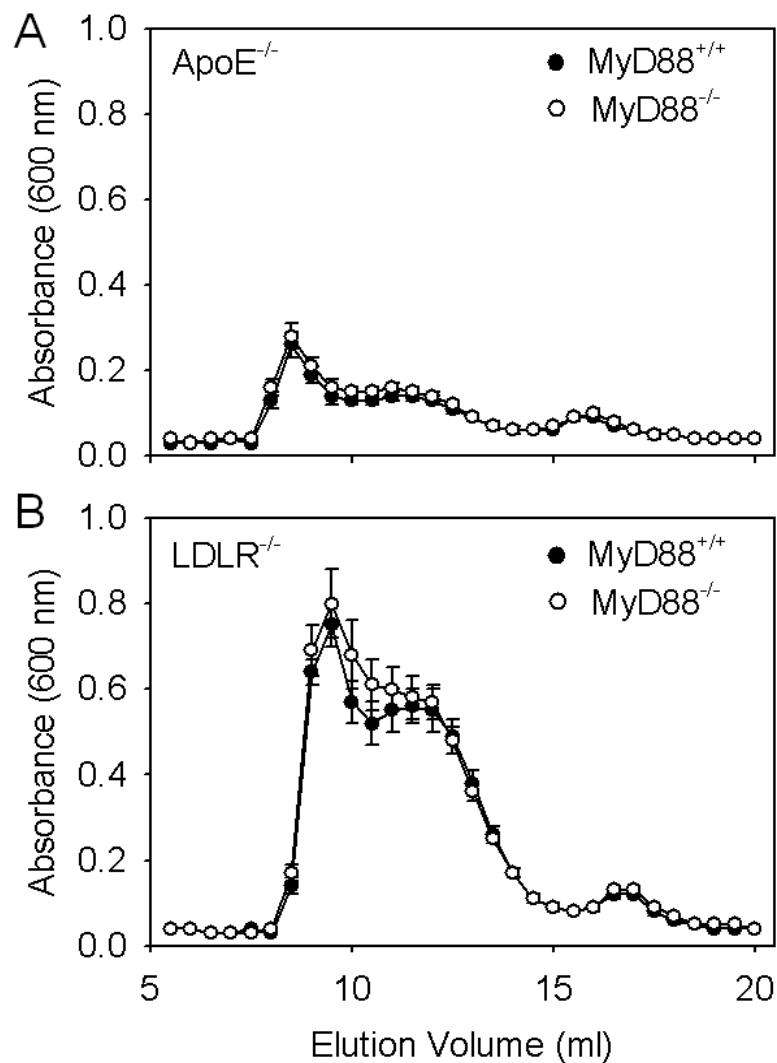 A
1.0
ApoE⁻/⁻
MyD88⁺/⁺
MyD88⁻/⁻
0.8
0.6
0.4
0.2
0.0
Absorbance (600 nm)
B
1.0
LDLR⁻/⁻
MyD88⁺/⁺
MyD88⁻/⁻
0.8
0.6
0.4
0.2
0.0
Absorbance (600 nm)
5 10 15 20
Elution Volume (ml)